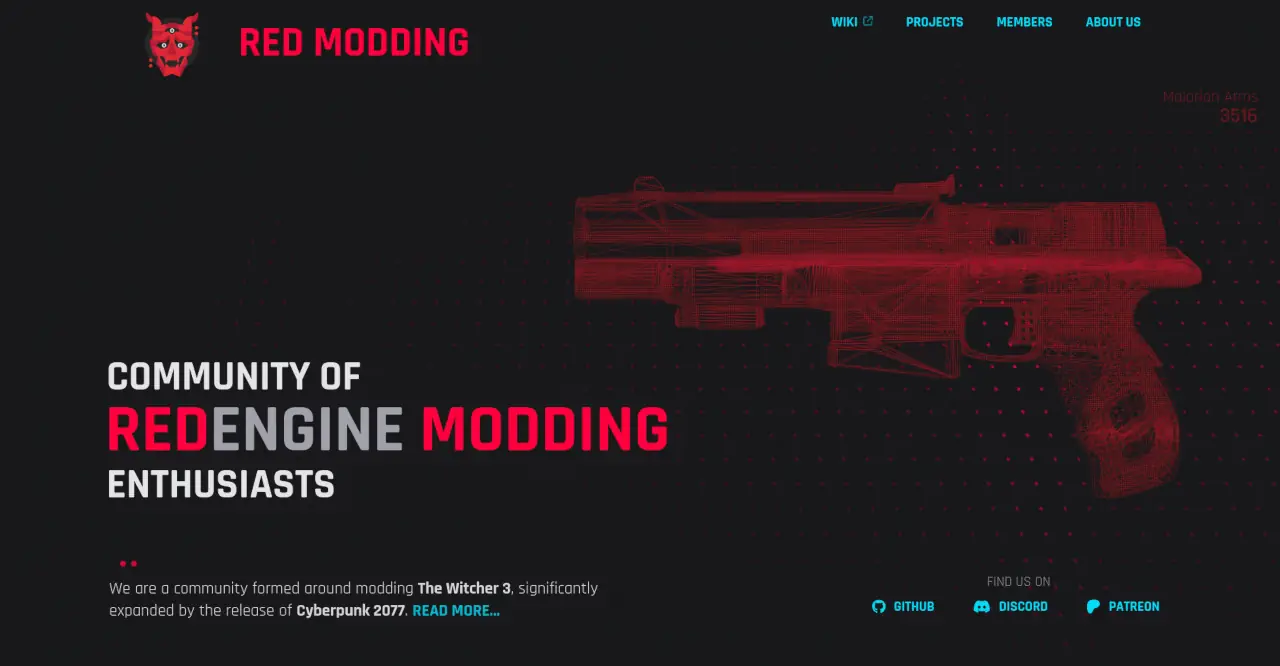 RED MODDING
WIKI
PROJECTS
MEMBERS
ABOUT US
Malorian Arms
3516
COMMUNITY OF
REDENGINE MODDING
ENTHUSIASTS
We are a community formed around modding The Witcher 3, significantly
expanded by the release of Cyberpunk 2077. READ MORE...
FIND US ON
GITHUB
DISCORD
PATREON